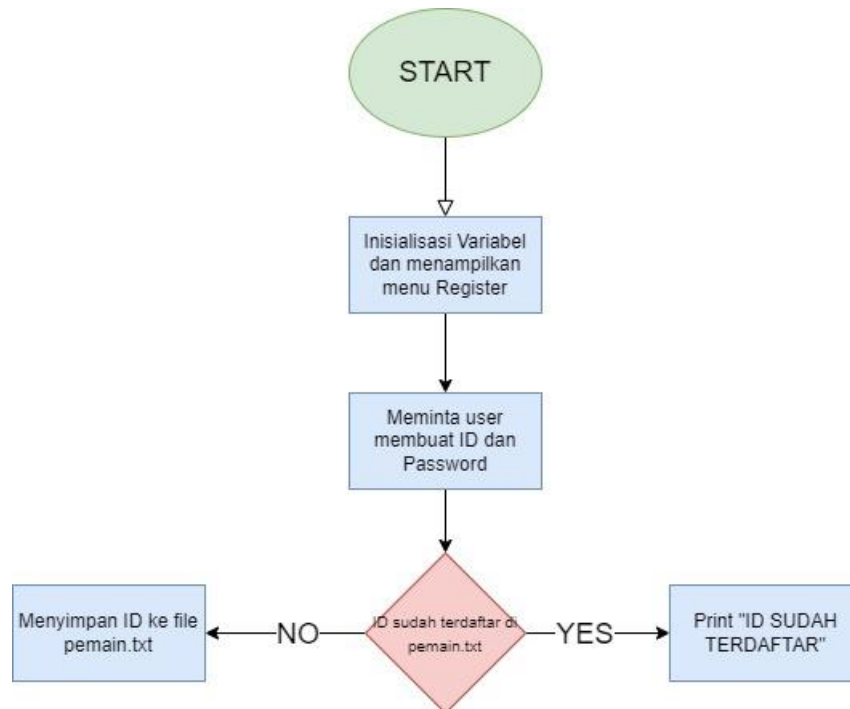 START
Inisialisasi Variabel
dan menampilkan
menu Register
Meminta user
membuat ID dan
Password
Menyimpan ID ke file
pemain.txt
NO
ID sudah terdaftar di
pemain.txt
YES
Print "ID SUDAH
TERDAFTAR"